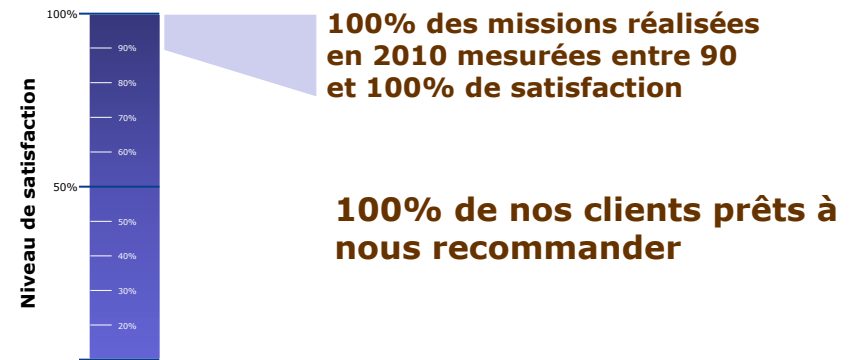 100%
100% des missions réalisées
en 2010 mesurées entre 90
et 100% de satisfaction
90%
80%
70%
60%
Niveau de satisfaction
50%
100% de nos clients prêts à
nous recommander
50%
40%
30%
20%